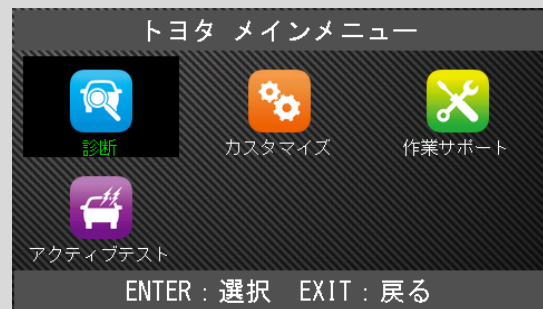 トヨタ メインメニュー
診断
カスタマイズ
作業サポート
アクティブテスト
ENTER：選択 EXIT：戻る